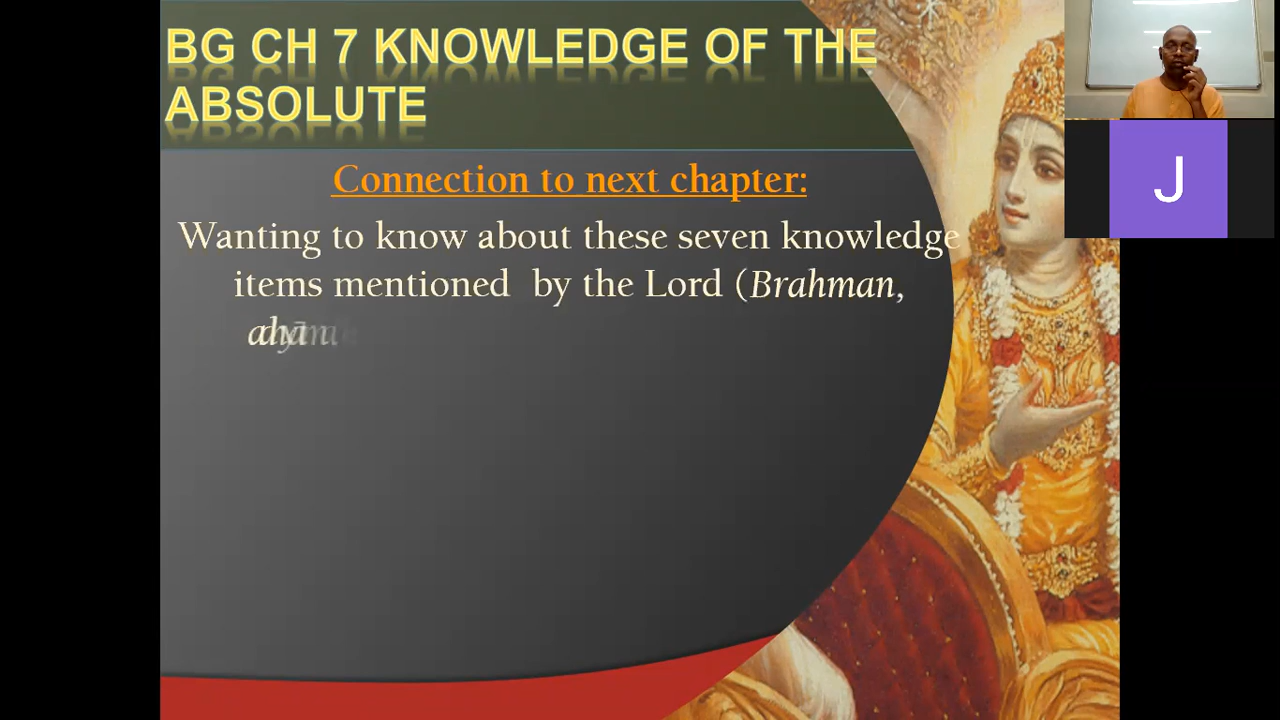 BG CH 7 KNOWLEDGE OF THE
ABSOLUTE
Connection to next chapter:
Wanting to know about these seven knowledge
items mentioned by the Lord (Brahman,
J